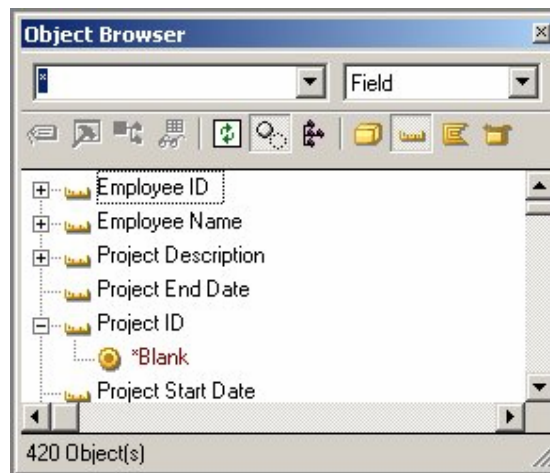 Object Browser
*
Field
Employee ID
Employee Name
Project Description
Project End Date
Project ID
*Blank
Project Start Date
420 Object(s)